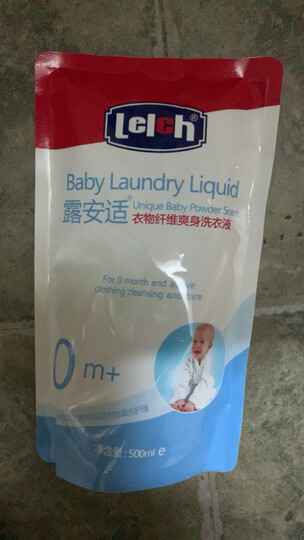 Lelch®
Baby Laundry Liquid
露安适® Unique Baby Powder Scent
衣物纤维爽身洗衣液
For 0 month and above
clothing cleansing and care
0 m+
净含量:500ml e